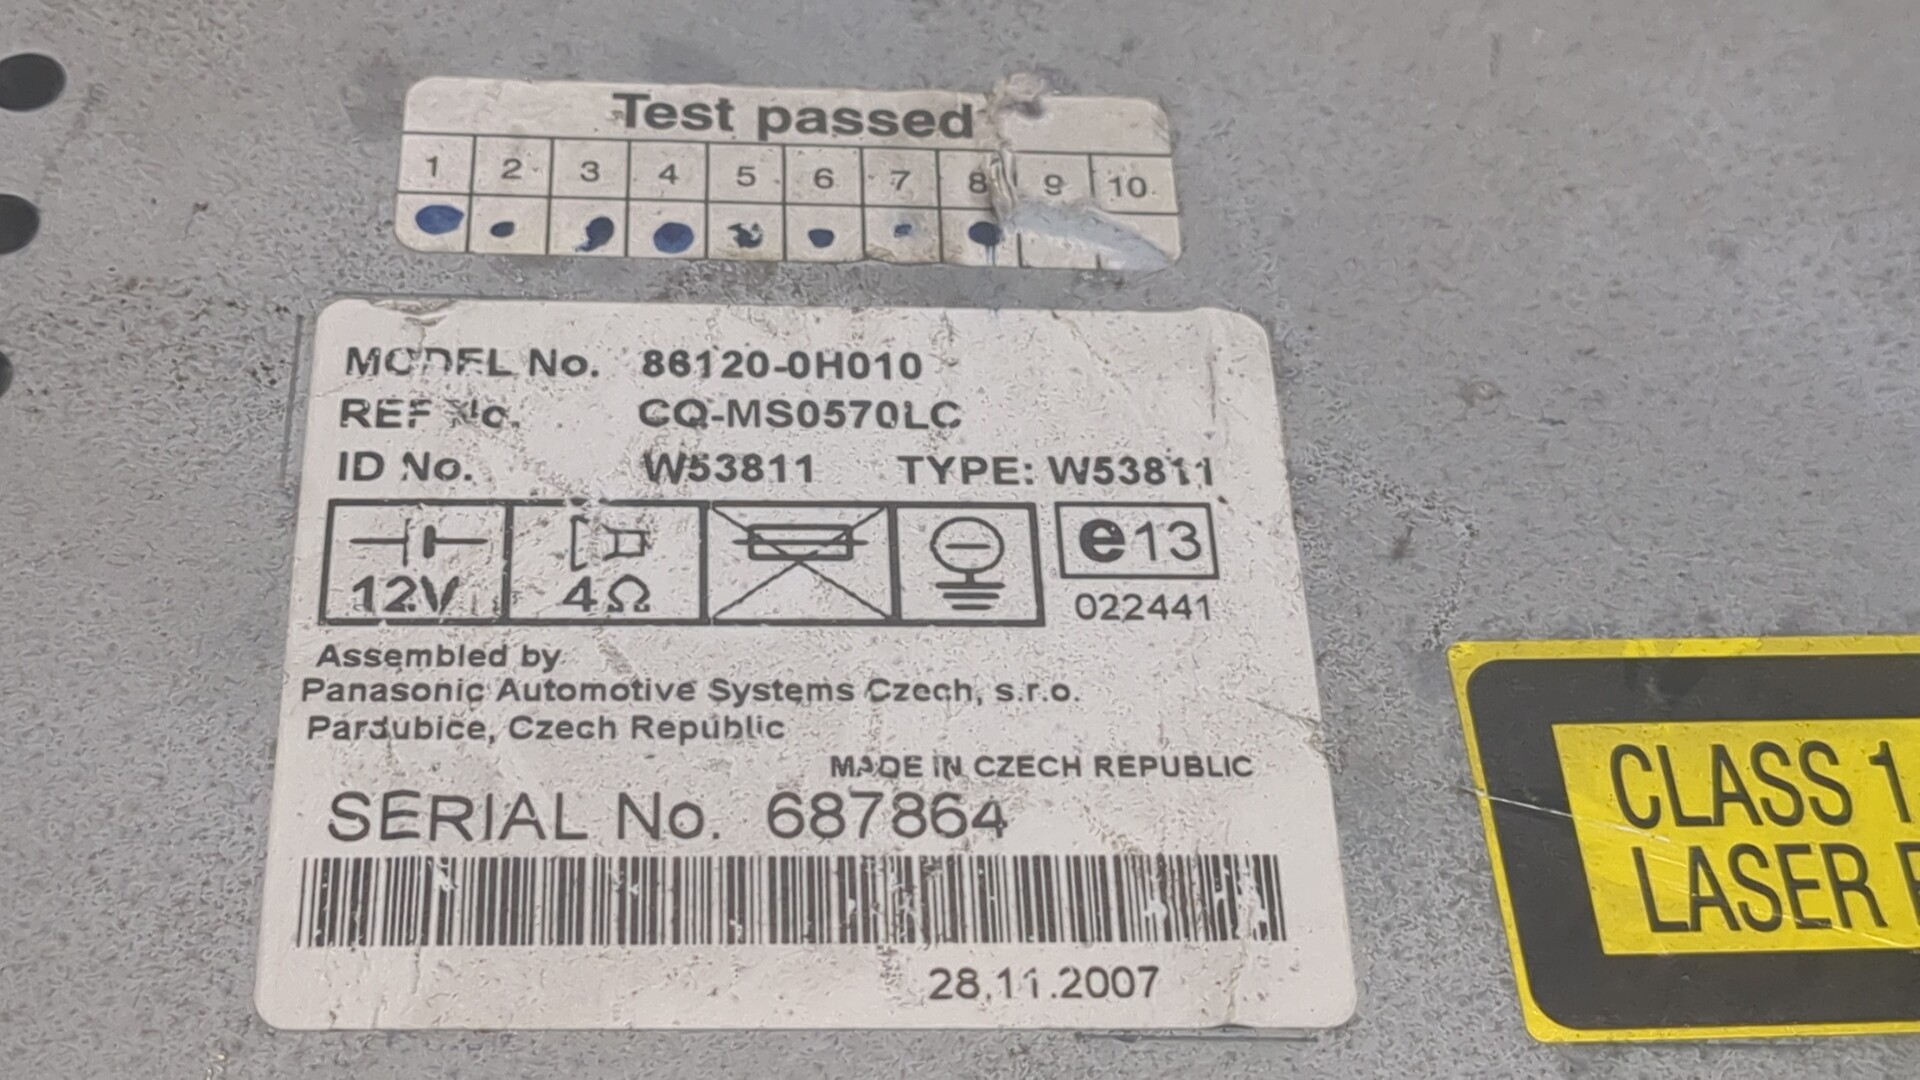 Test passed
1 2 3 4 5 6 7 8 9 10
MODEL No. 86120-0H010
REF No. CQ-MS0570LC
ID No. W53811 TYPE: W53811
12V 4Ω e13
022441
Assembled by
Panasonic Automotive Systems Czech, s.r.o.
Pardubice, Czech Republic
MADE IN CZECH REPUBLIC
SERIAL No. 687864
28.11.2007
CLASS 1
LASER